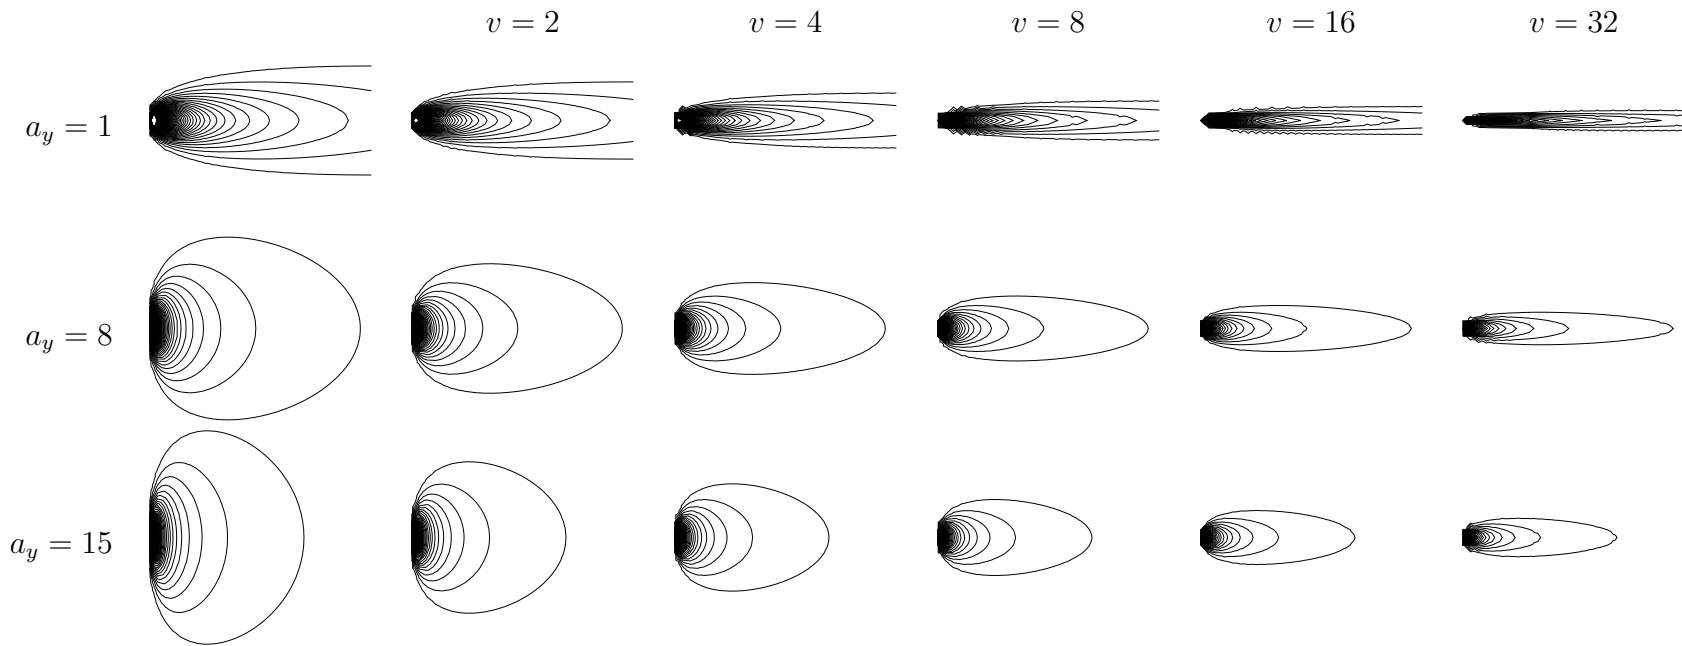 v = 2 v = 4 v = 8 v = 16 v = 32
a_y = 1
a_y = 8
a_y = 15